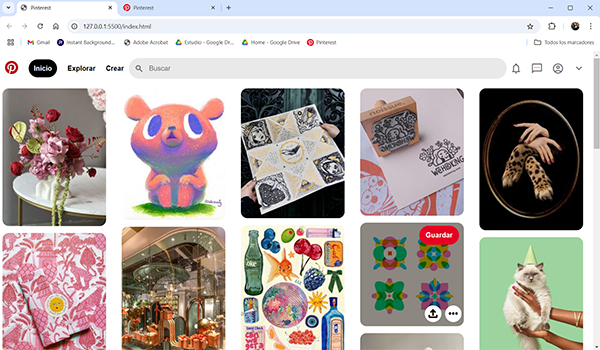 Pinterest
Pinterest
127.0.0.1:5500/index.html
Gmail
Instant Background...
Adobe Acrobat
Estudio - Google Dr...
Home - Google Drive
Pinterest
Todos los marcadores
Inicio
Explorar
Crear
Buscar
Guardar